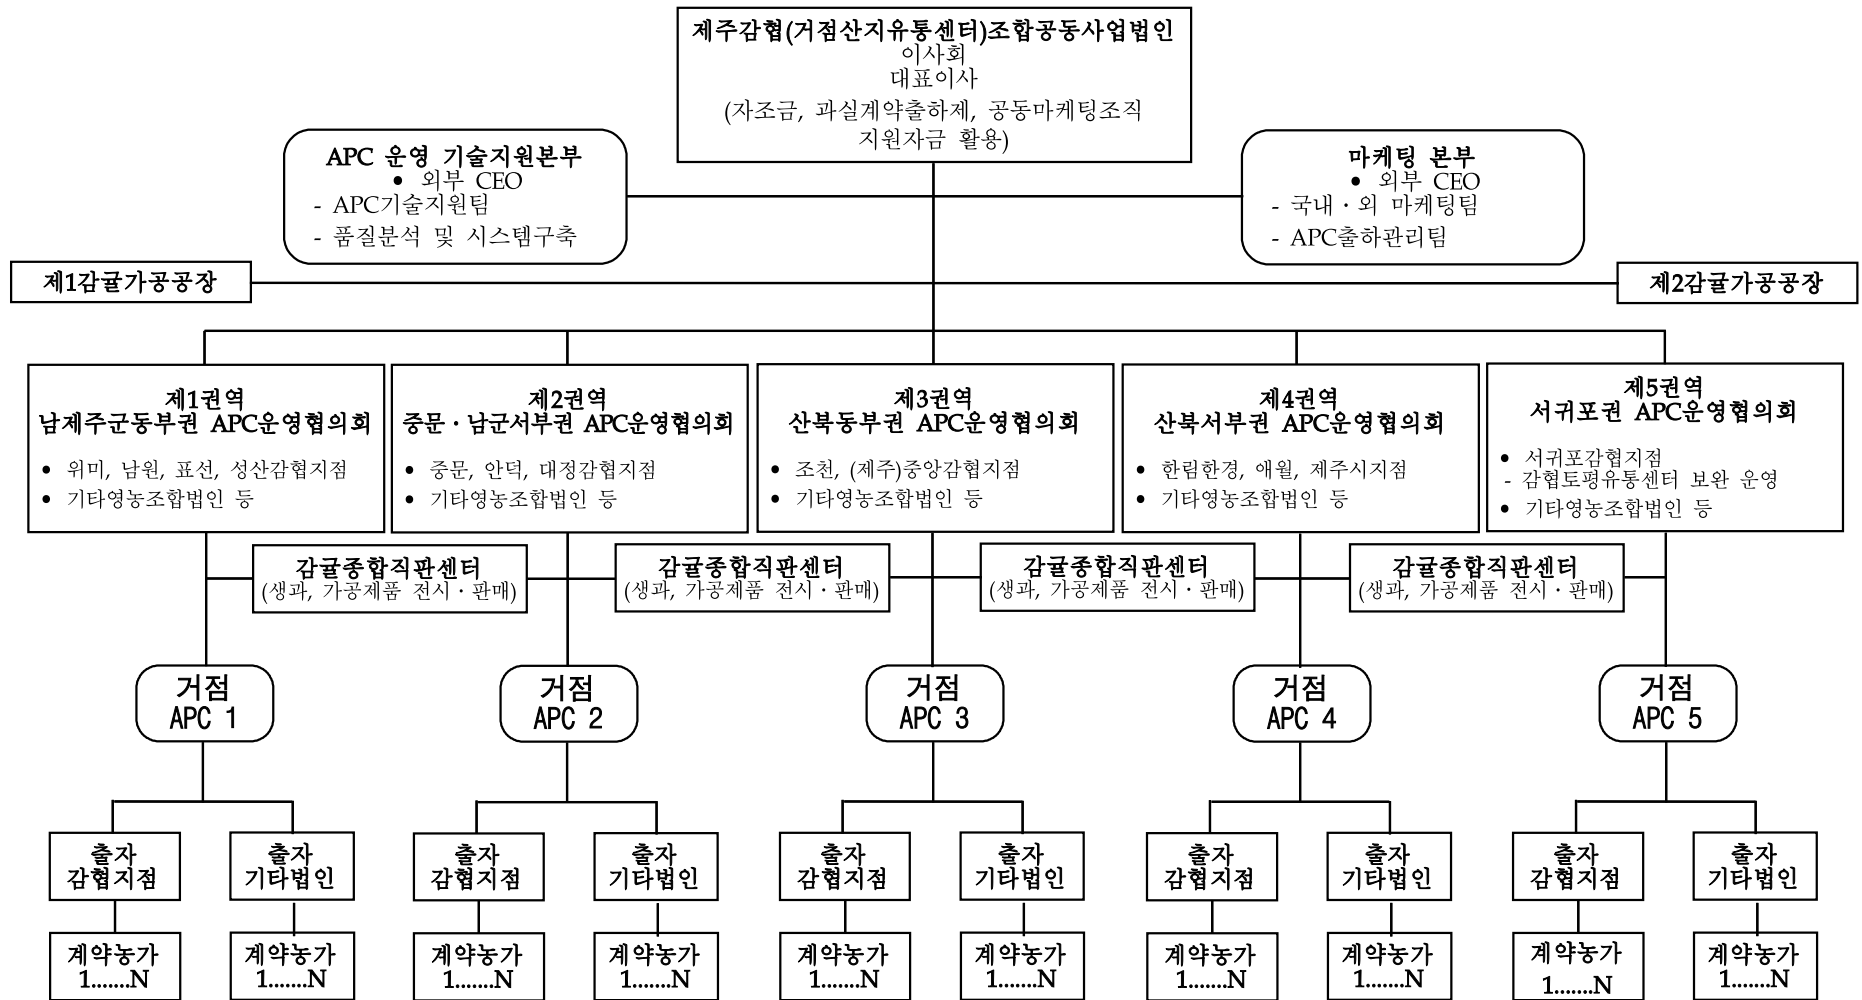 제주감협(거점산지유통센터)조합공동사업법인
이사회
대표이사
(자조금, 과실계약출하제, 공동마케팅조직
지원자금 활용)
APC 운영 기술지원본부
• 외부 CEO
- APC기술지원팀
- 품질분석 및 시스템구축
마케팅 본부
• 외부 CEO
- 국내·외 마케팅팀
- APC출하관리팀
제1감귤가공공장
제2감귤가공공장
제1권역
남제주군동부권 APC운영협의회
• 위미, 남원, 표선, 성산감협지점
• 기타영농조합법인 등
제2권역
중문·남군서부권 APC운영협의회
• 중문, 안덕, 대정감협지점
• 기타영농조합법인 등
제3권역
산북동부권 APC운영협의회
• 조천, (제주)중앙감협지점
• 기타영농조합법인 등
제4권역
산북서부권 APC운영협의회
• 한림한경, 애월, 제주시지점
• 기타영농조합법인 등
제5권역
서귀포권 APC운영협의회
• 서귀포감협지점
- 감협토평유통센터 보완 운영
• 기타영농조합법인 등
감귤종합직판센터
(생과, 가공제품 전시·판매)
감귤종합직판센터
(생과, 가공제품 전시·판매)
감귤종합직판센터
(생과, 가공제품 전시·판매)
감귤종합직판센터
(생과, 가공제품 전시·판매)
거점
APC 1
거점
APC 2
거점
APC 3
거점
APC 4
거점
APC 5
출자
감협지점
출자
기타법인
출자
감협지점
출자
기타법인
출자
감협지점
출자
기타법인
출자
감협지점
출자
기타법인
출자
감협지점
출자
기타법인
계약농가
1.......N
계약농가
1.......N
계약농가
1.......N
계약농가
1.......N
계약농가
1.......N
계약농가
1.......N
계약농가
1.......N
계약농가
1.......N
계약농가
1.......N
계약농가
1.......N